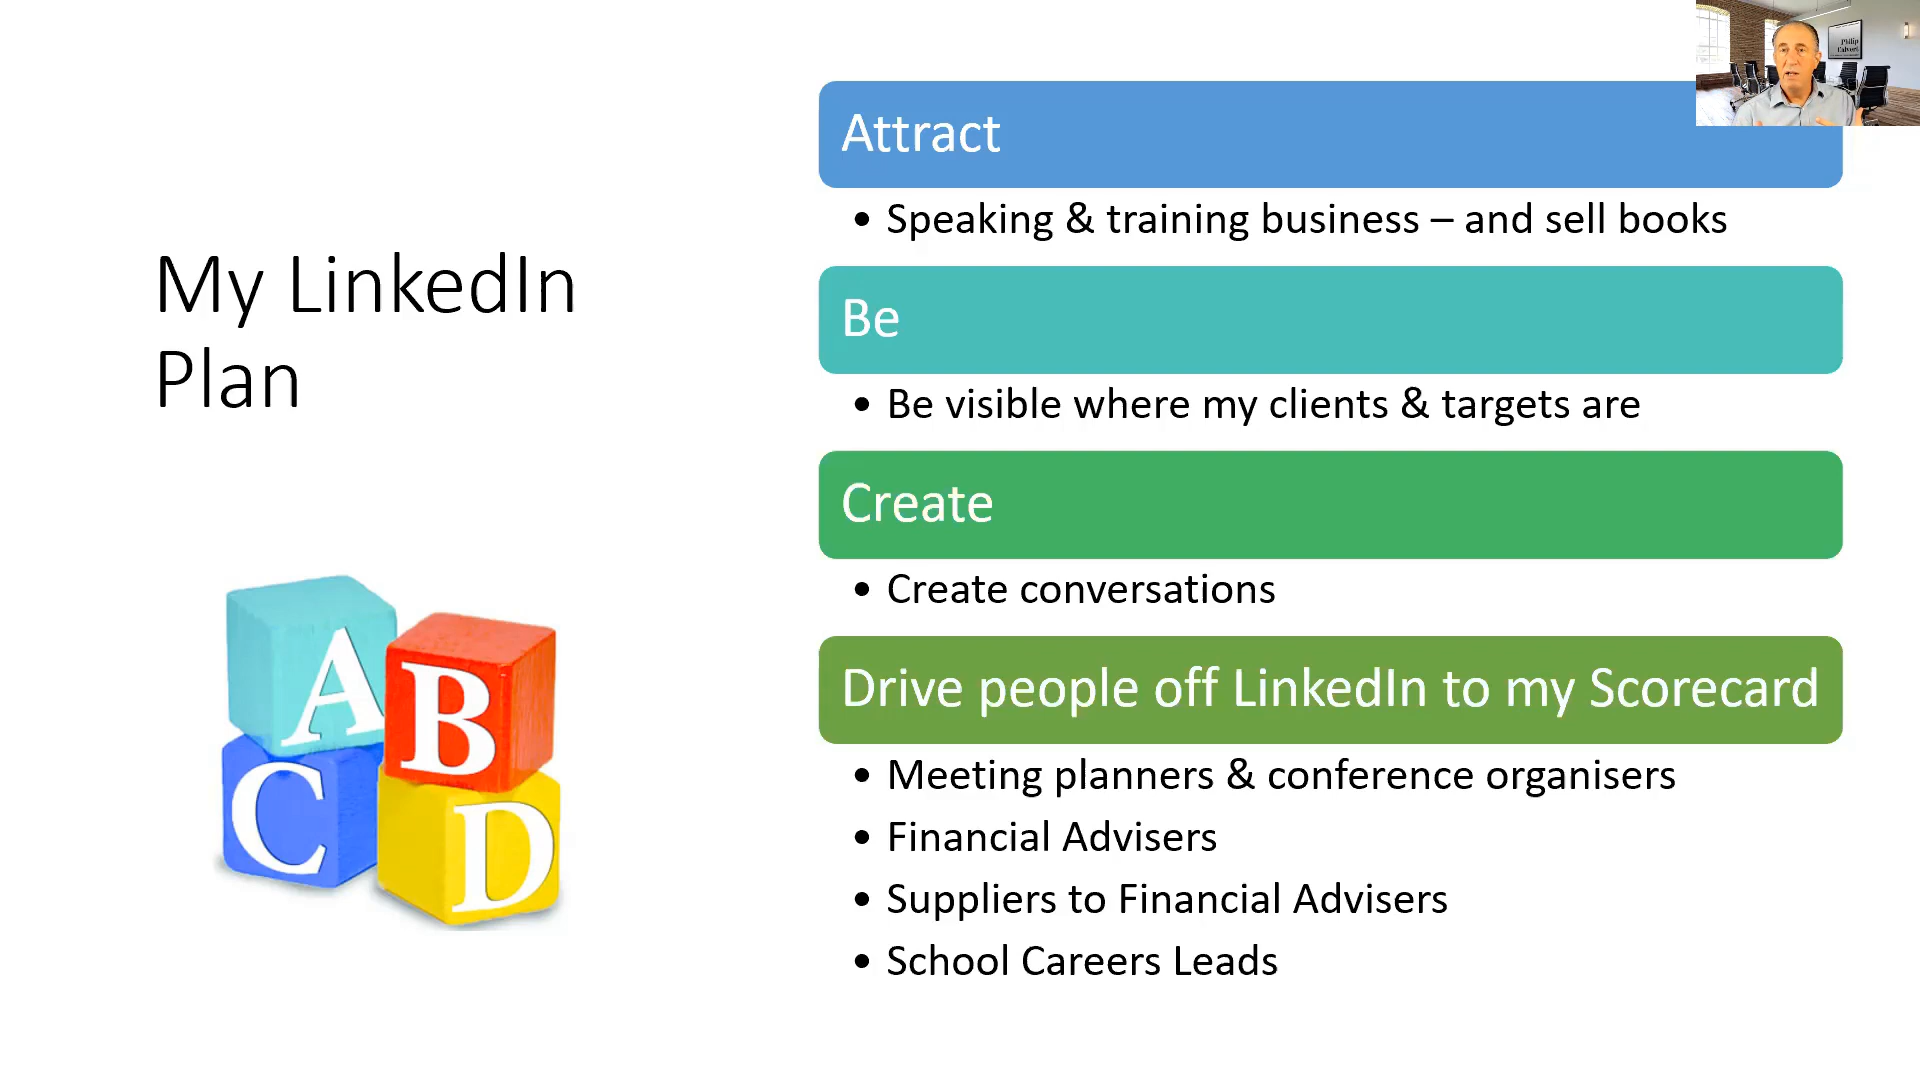 My LinkedIn
Plan
A
B
C
D
Attract
• Speaking & training business – and sell books
Be
• Be visible where my clients & targets are
Create
• Create conversations
Drive people off LinkedIn to my Scorecard
• Meeting planners & conference organisers
• Financial Advisers
• Suppliers to Financial Advisers
• School Careers Leads
Philip
Calvert